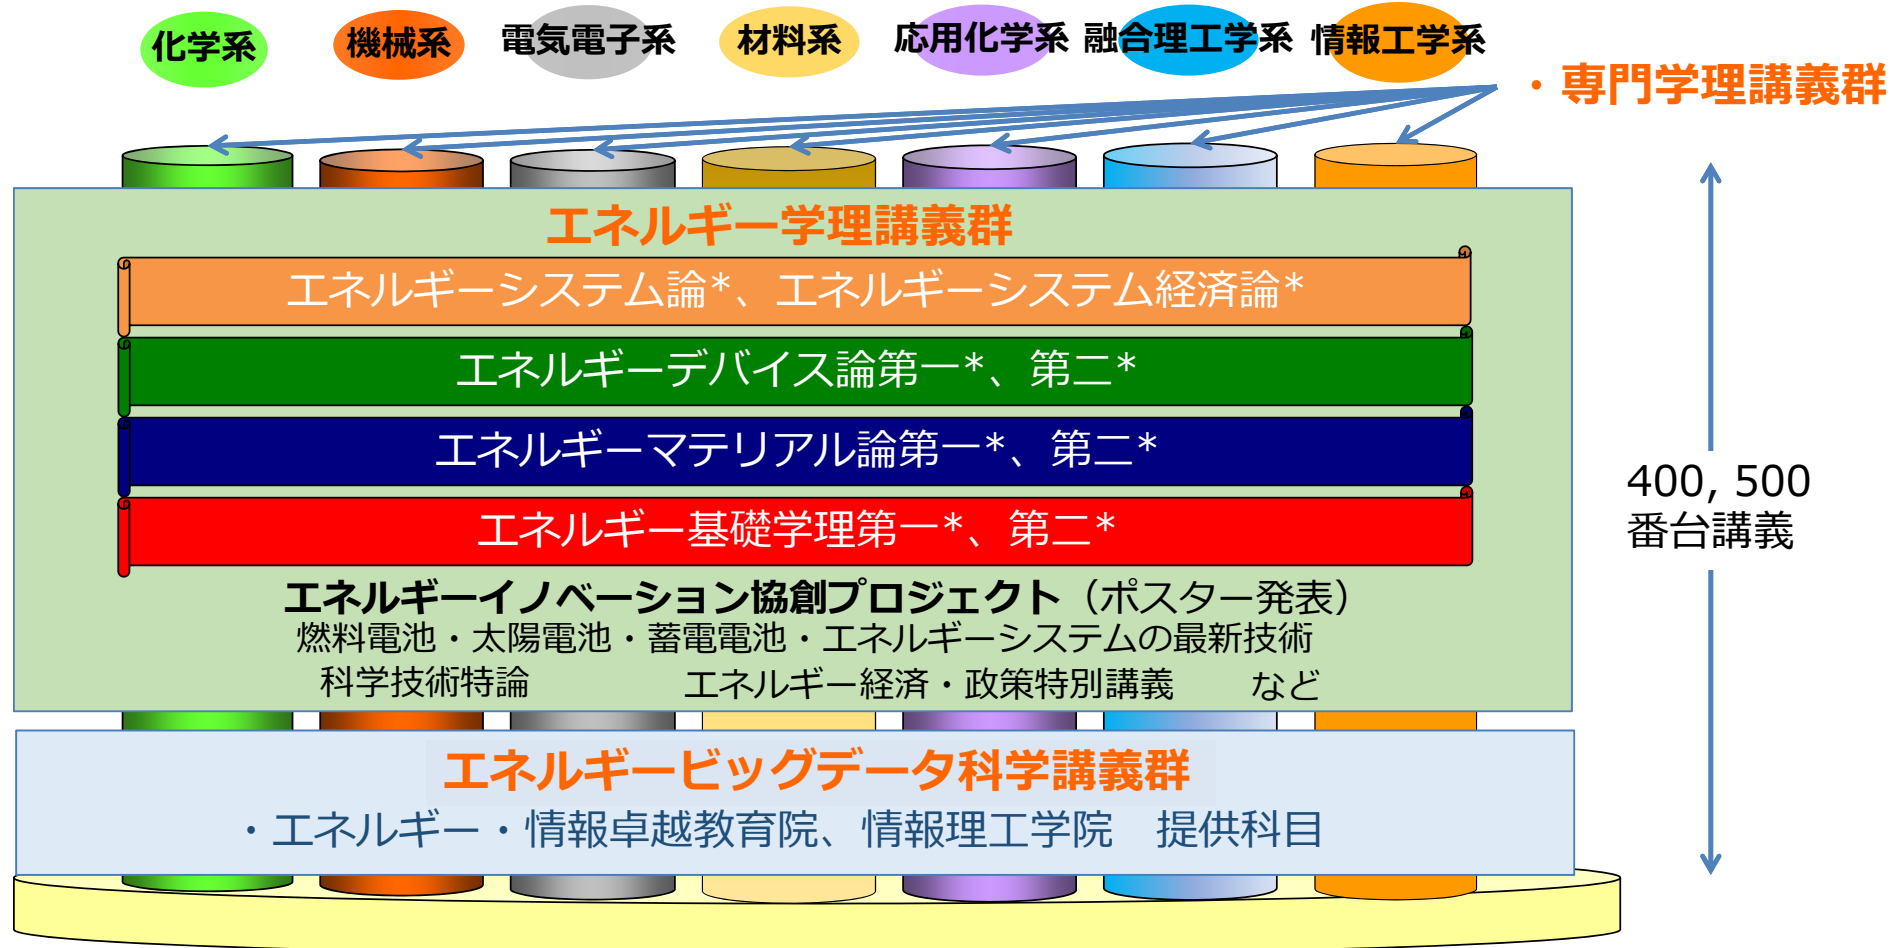 化学系
機械系
電気電子系
材料系
応用化学系
融合理工学系
情報工学系
・専門学理講義群
エネルギー学理講義群
エネルギーシステム論*、エネルギーシステム経済論*
エネルギーデバイス論第一*、第二*
エネルギーマテリアル論第一*、第二*
エネルギー基礎学理第一*、第二*
エネルギーイノベーション協創プロジェクト（ポスター発表）
燃料電池・太陽電池・蓄電電池・エネルギーシステムの最新技術
科学技術特論　エネルギー経済・政策特別講義　など
400, 500
番台講義
エネルギービッグデータ科学講義群
・エネルギー・情報卓越教育院、情報理工学院　提供科目